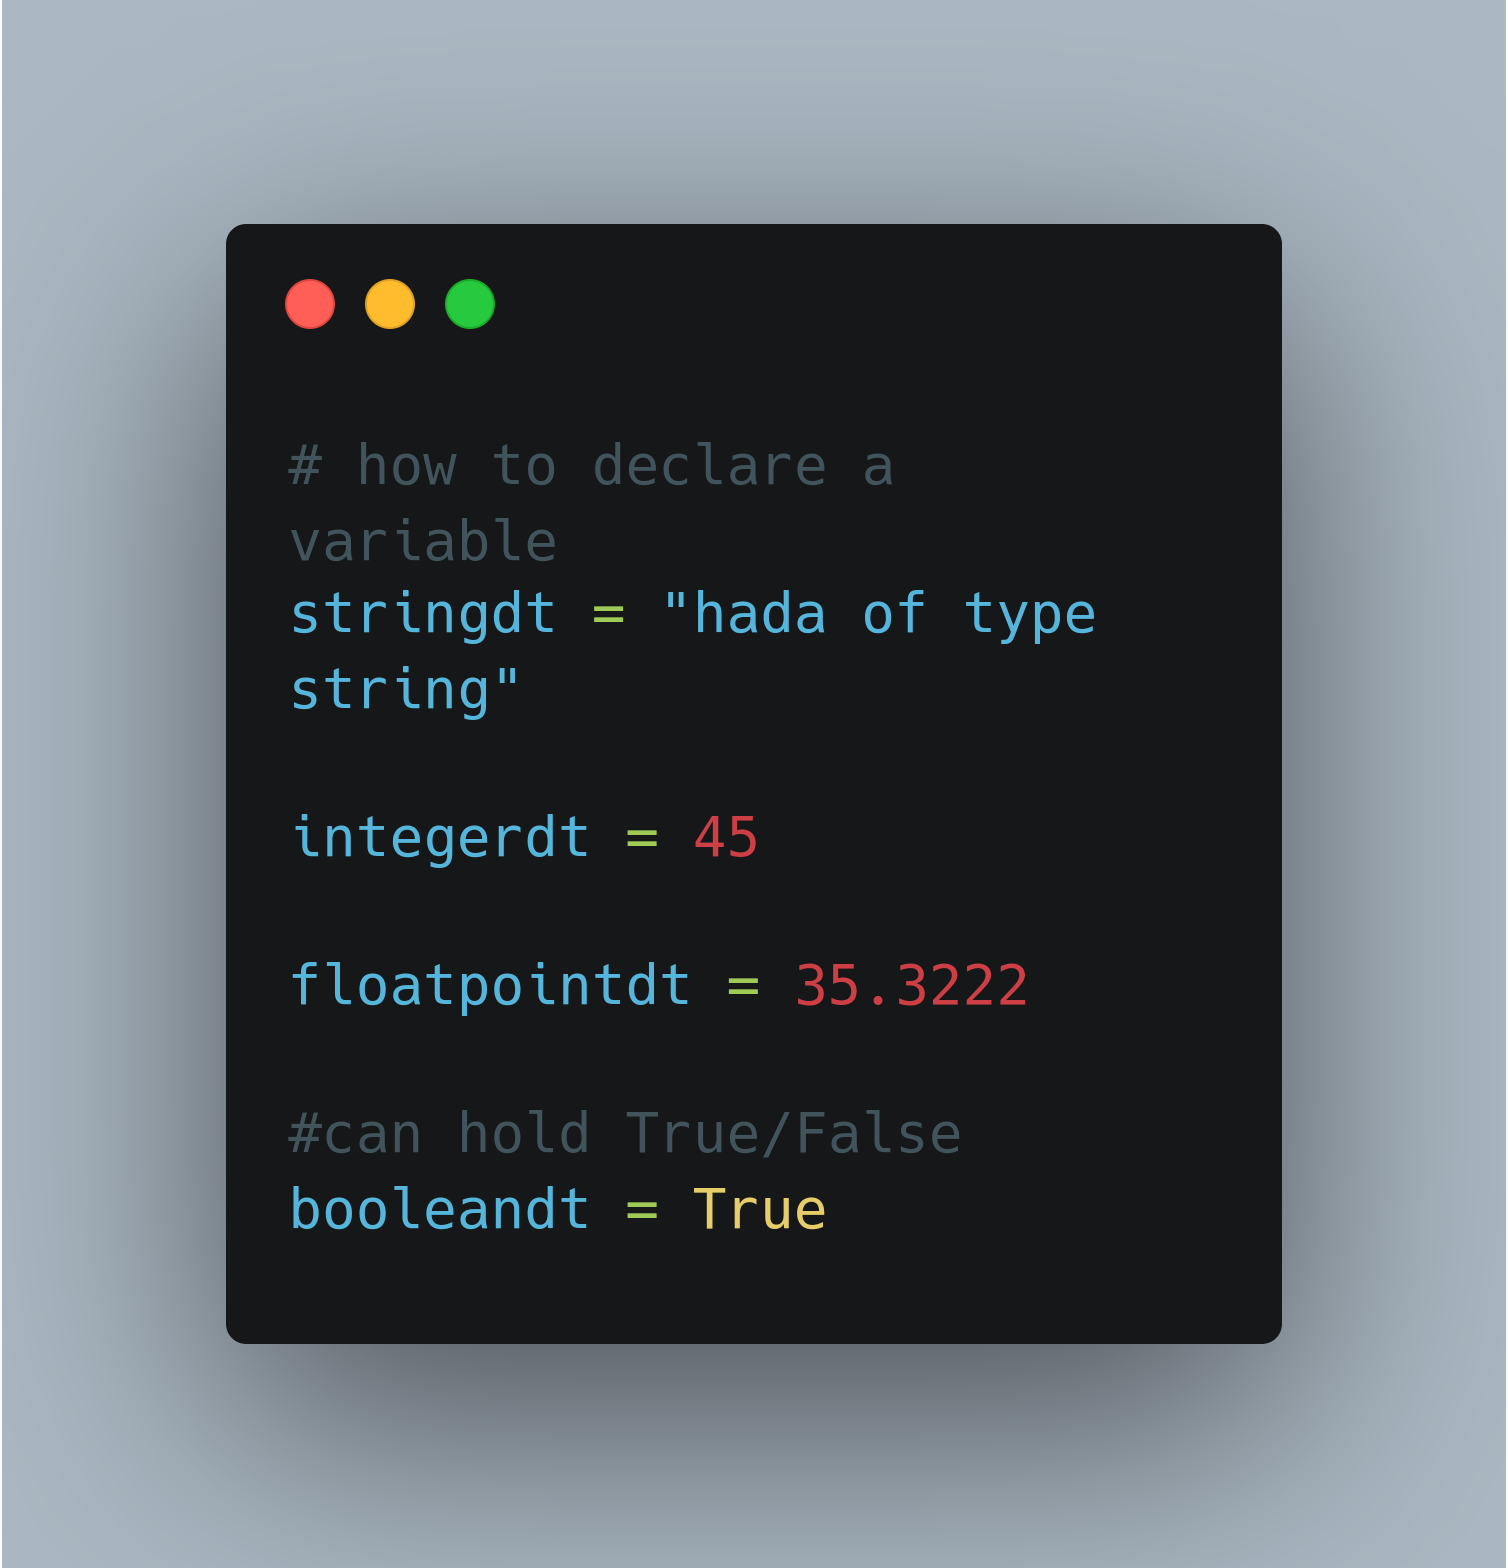 # how to declare a
variable
stringdt = "hada of type
string"
integerdt = 45
floatpointdt = 35.3222
#can hold True/False
booleandt = True